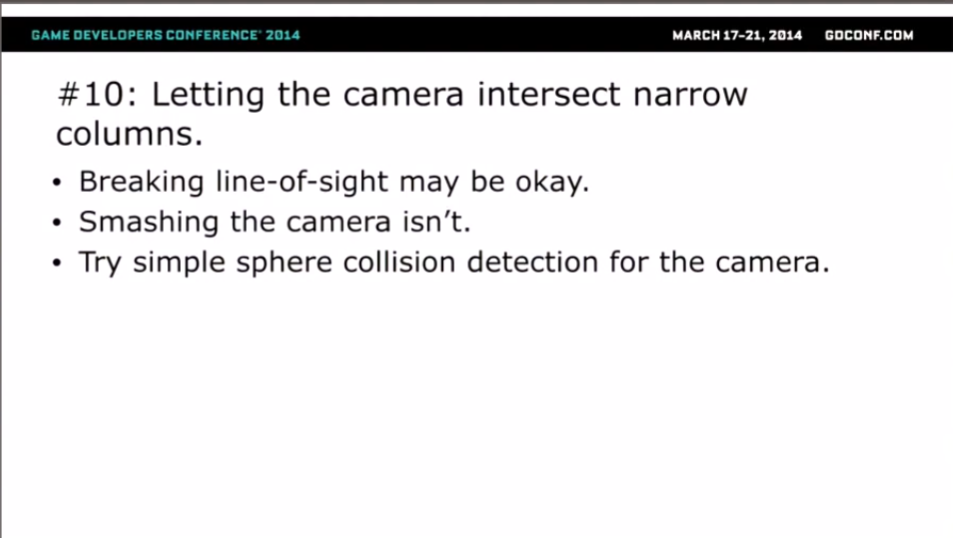 GAME DEVELOPERS CONFERENCE® 2014
MARCH 17–21, 2014 GDCONF.COM
#10: Letting the camera intersect narrow
columns.
• Breaking line-of-sight may be okay.
• Smashing the camera isn’t.
• Try simple sphere collision detection for the camera.